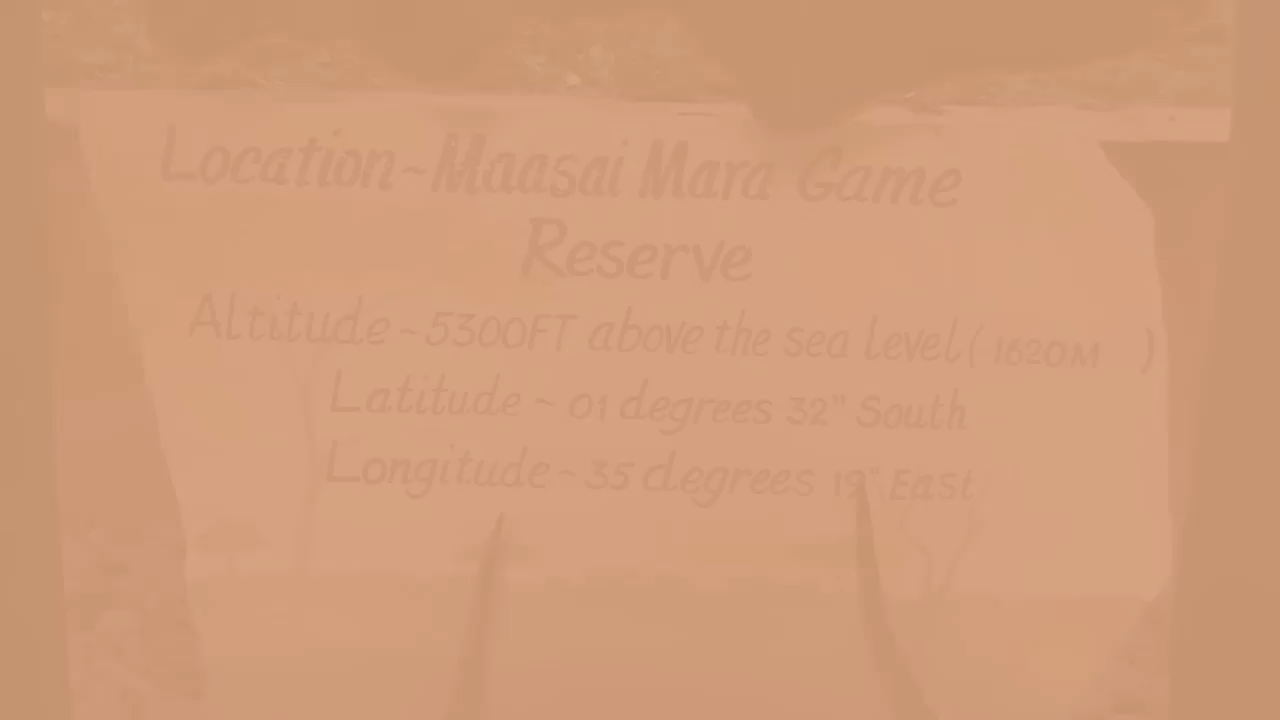 Location~Maasai Mara Game
Reserve
Altitude~5300FT above the sea Level( 1620M )
Latitude ~ 01 degrees 32" South
Longitude~35 degrees 19" East